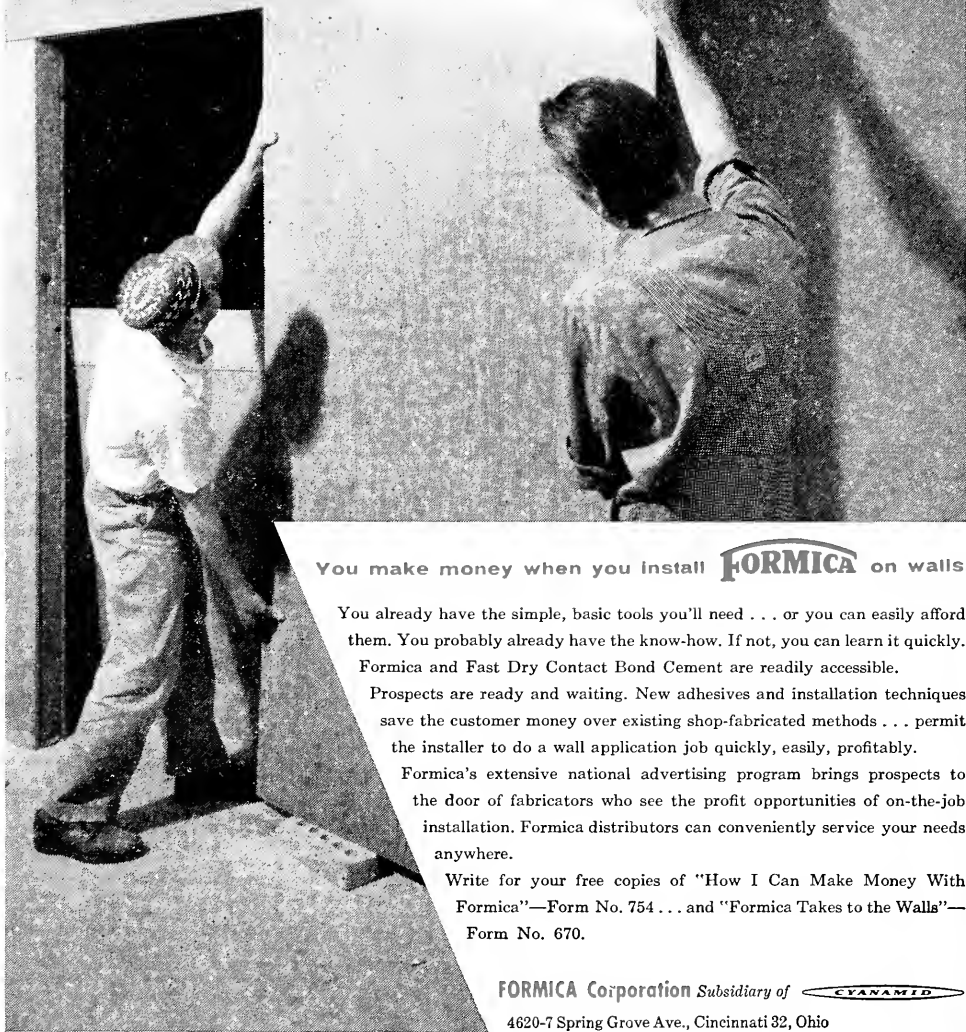 You make money when you install FORMICA on walls
You already have the simple, basic tools you'll need . . . or you can easily afford
them. You probably already have the know-how. If not, you can learn it quickly.
Formica and Fast Dry Contact Bond Cement are readily accessible.
Prospects are ready and waiting. New adhesives and installation techniques
save the customer money over existing shop-fabricated methods . . . permit
the installer to do a wall application job quickly, easily, profitably.
Formica's extensive national advertising program brings prospects to
the door of fabricators who see the profit opportunities of on-the-job
installation. Formica distributors can conveniently service your needs
anywhere.
Write for your free copies of "How I Can Make Money With
Formica"—Form No. 754 . . . and "Formica Takes to the Walls"—
Form No. 670.
FORMICA Corporation Subsidiary of CYANAMID
4620-7 Spring Grove Ave., Cincinnati 32, Ohio